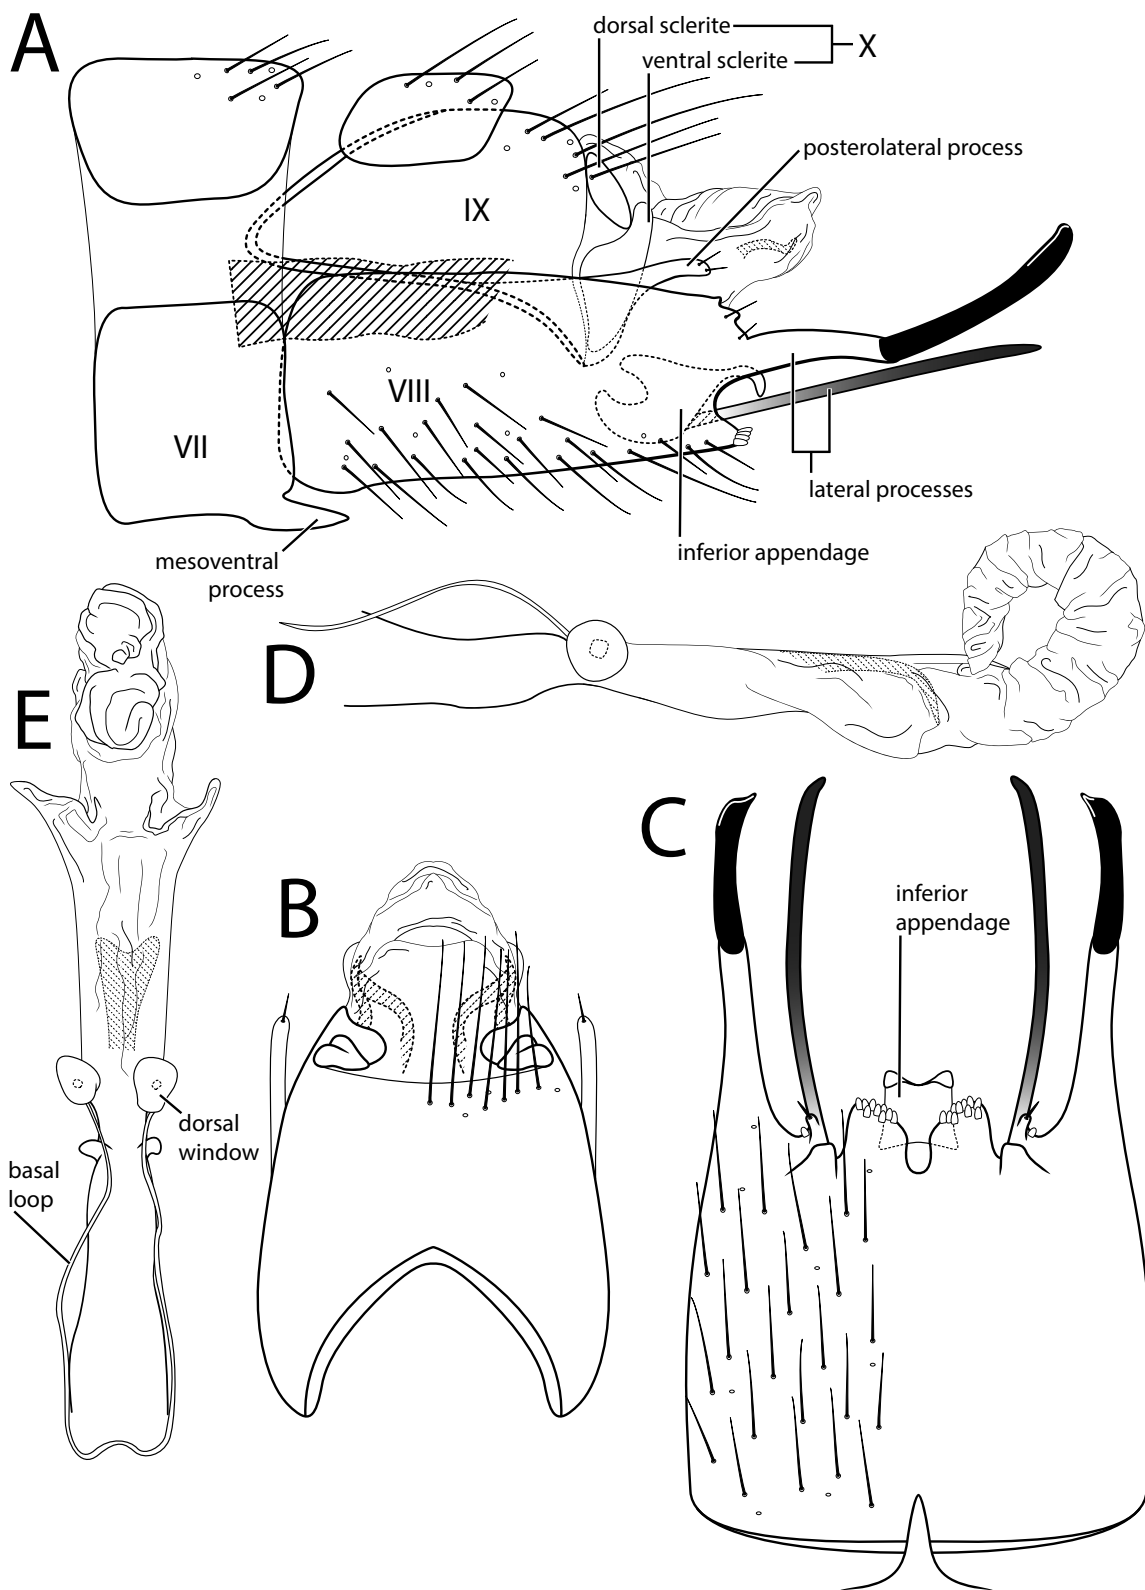 A
dorsal sclerite
ventral sclerite
X
posterolateral process
IX
VIII
VII
lateral processes
inferior appendage
mesoventral
process
D
E
C
inferior
appendage
B
dorsal
window
basal
loop